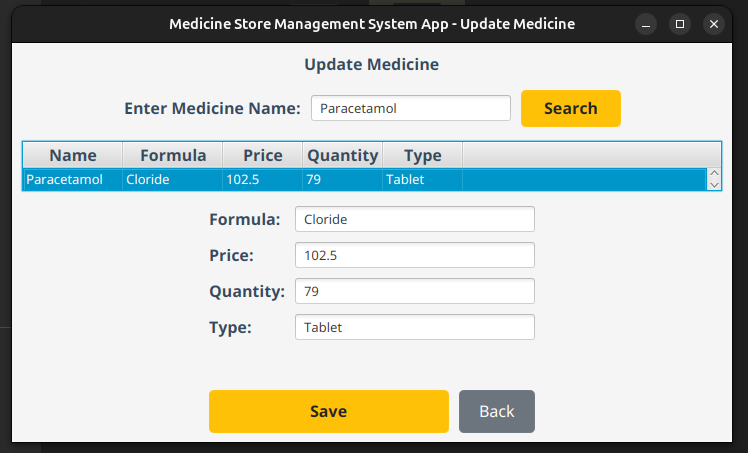 Medicine Store Management System App - Update Medicine
Update Medicine
Enter Medicine Name: Paracetamol Search
Name Formula Price Quantity Type
Paracetamol Cloride 102.5 79 Tablet
Formula: Cloride
Price: 102.5
Quantity: 79
Type: Tablet
Save Back